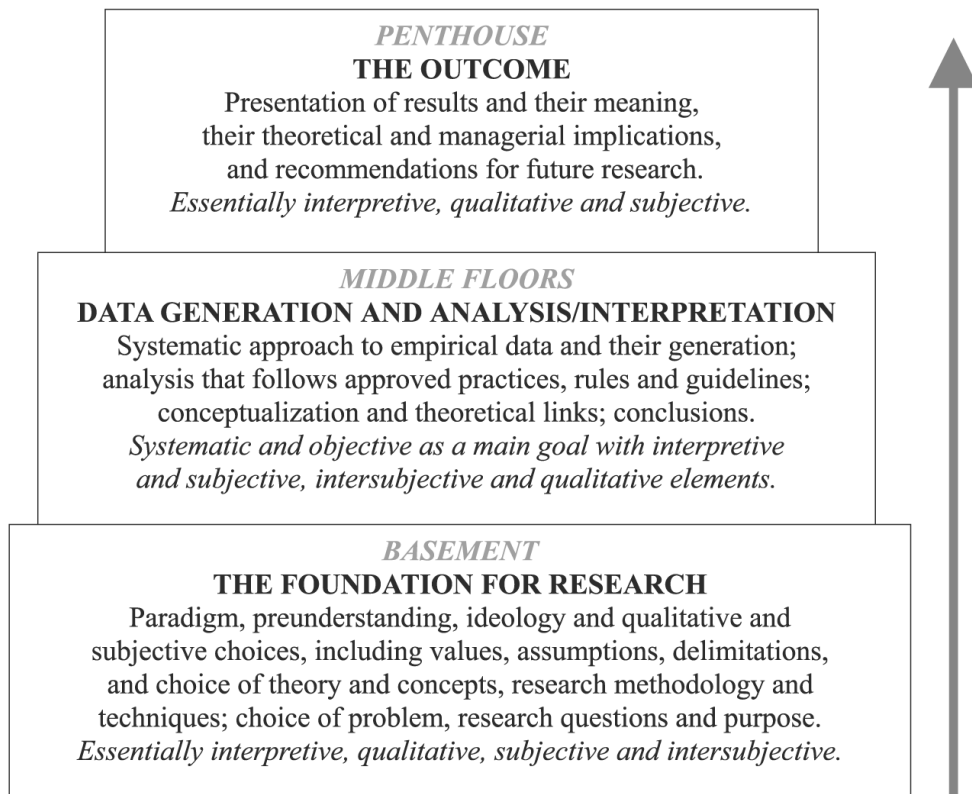 PENTHOUSE
THE OUTCOME
Presentation of results and their meaning,
their theoretical and managerial implications,
and recommendations for future research.
Essentially interpretive, qualitative and subjective.
MIDDLE FLOORS
DATA GENERATION AND ANALYSIS/INTERPRETATION
Systematic approach to empirical data and their generation;
analysis that follows approved practices, rules and guidelines;
conceptualization and theoretical links; conclusions.
Systematic and objective as a main goal with interpretive
and subjective, intersubjective and qualitative elements.
BASEMENT
THE FOUNDATION FOR RESEARCH
Paradigm, preunderstanding, ideology and qualitative and
subjective choices, including values, assumptions, delimitations,
and choice of theory and concepts, research methodology and
techniques; choice of problem, research questions and purpose.
Essentially interpretive, qualitative, subjective and intersubjective.